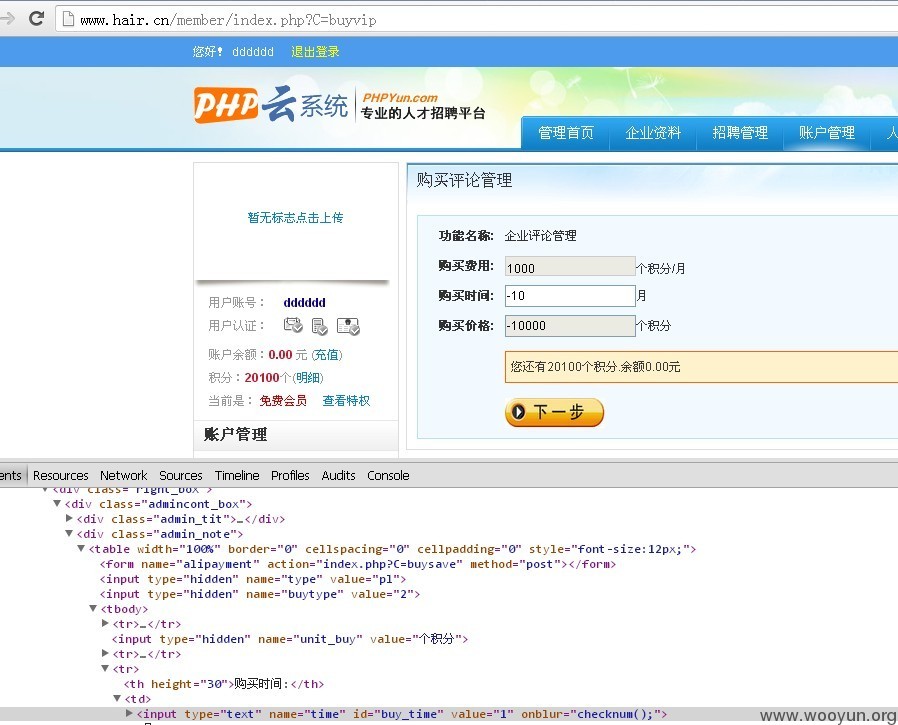 www.hair.cn/member/index.php?C=buyvip
您好! dddddd 退出登录
PHP云系统 PHPYun.com
专业的人才招聘平台
管理首页 企业资料 招聘管理 账户管理 人
暂无标志点击上传
用户账号： dddddd
用户认证：
账户余额：0.00 元 (充值)
积分：20100个(明细)
当前是： 免费会员 查看特权
账户管理
购买评论管理
功能名称: 企业评论管理
购买费用: 1000 个积分/月
购买时间: -10 月
购买价格: -10000 个积分
您还有20100个积分.余额0.00元
下一步
ents Resources Network Sources Timeline Profiles Audits Console
<div class="right_box">
<div class="admincont_box">
<div class="admin_tit">…</div>
<div class="admin_note">
<table width="100%" border="0" cellspacing="0" cellpadding="0" style="font-size:12px;">
<form name="alipayment" action="index.php?C=buysave" method="post"></form>
<input type="hidden" name="type" value="pl">
<input type="hidden" name="buytype" value="2">
<tbody>
<tr>…</tr>
<input type="hidden" name="unit_buy" value="个积分">
<tr>…</tr>
<tr>
<th height="30">购买时间:</th>
<td>
<input type="text" name="time" id="buy_time" value="1" onblur="checknum();">
www.wooyun.org